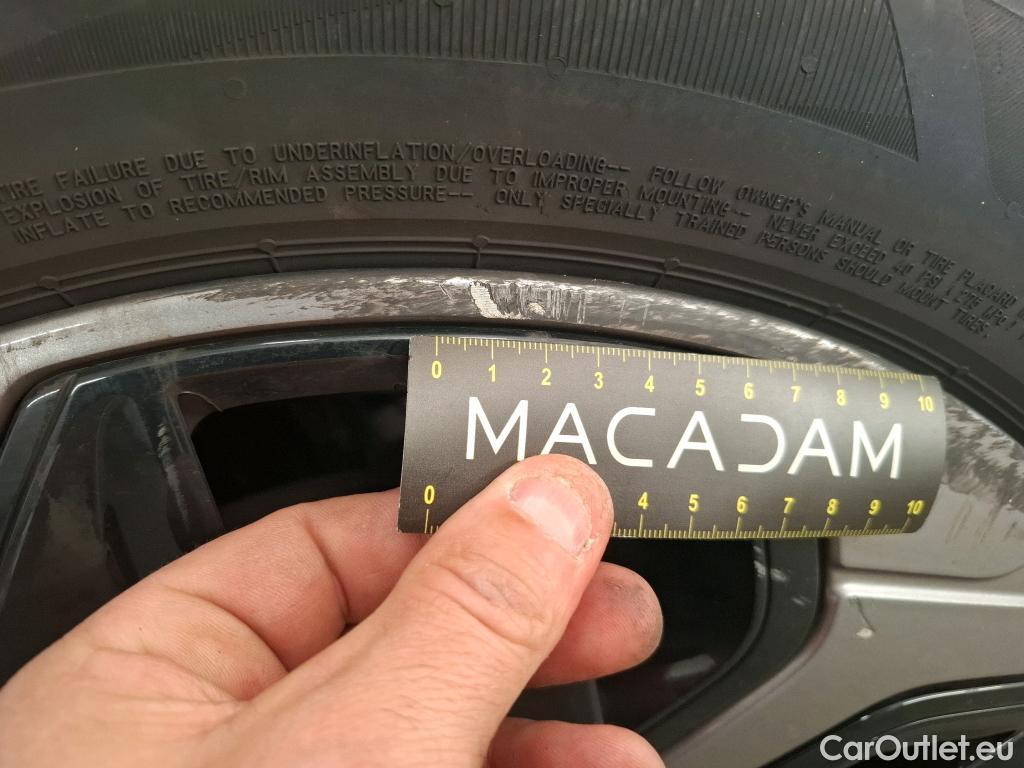 TIRE FAILURE DUE TO UNDERINFLATION/OVERLOADING-- FOLLOW OWNER'S MANUAL OR TIRE PLACARD
EXPLOSION OF TIRE/RIM ASSEMBLY DUE TO IMPROPER MOUNTING-- NEVER EXCEED 40 PSI
INFLATE TO RECOMMENDED PRESSURE-- ONLY SPECIALLY TRAINED PERSONS SHOULD MOUNT TIRES.
0 1 2 3 4 5 6 7 8 9 10
MACADAM
0 4 5 6 7 8 9 10
CarOutlet.eu